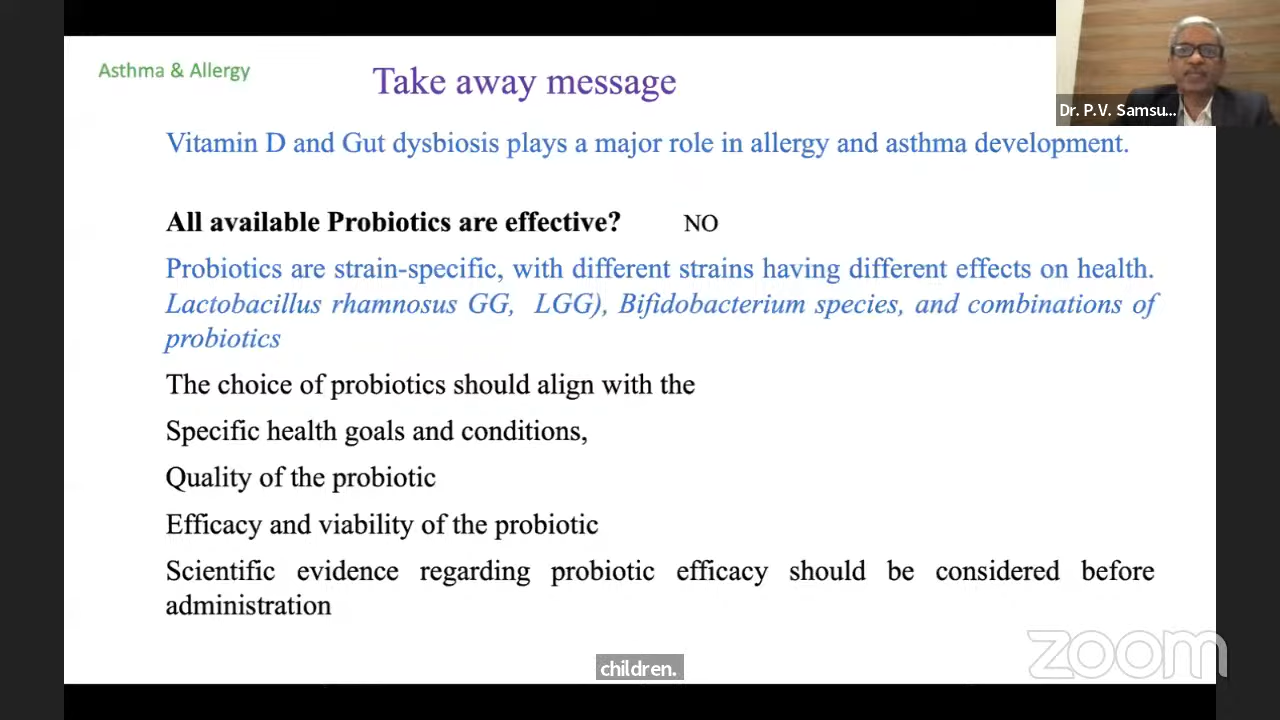 Asthma & Allergy
Take away message
Dr. P.V. Samsu...
Vitamin D and Gut dysbiosis plays a major role in allergy and asthma development.
All available Probiotics are effective? NO
Probiotics are strain-specific, with different strains having different effects on health.
Lactobacillus rhamnosus GG, LGG), Bifidobacterium species, and combinations of
probiotics
The choice of probiotics should align with the
Specific health goals and conditions,
Quality of the probiotic
Efficacy and viability of the probiotic
Scientific evidence regarding probiotic efficacy should be considered before
administration
zoom
children.